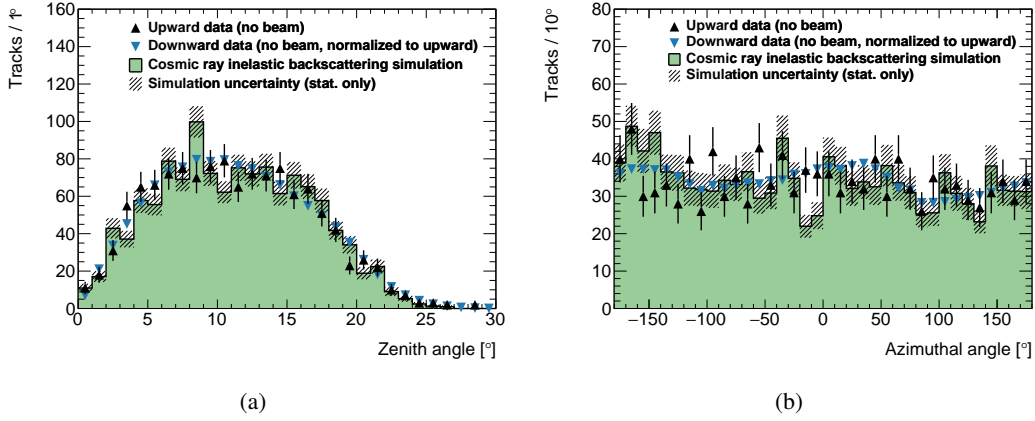 Tracks / 1°
160
140
120
100
80
60
40
20
0
Upward data (no beam)
Downward data (no beam, normalized to upward)
Cosmic ray inelastic backscattering simulation
Simulation uncertainty (stat. only)
0 5 10 15 20 25 30
Zenith angle [°]
(a)
Tracks / 10°
80
70
60
50
40
30
20
10
0
Upward data (no beam)
Downward data (no beam, normalized to upward)
Cosmic ray inelastic backscattering simulation
Simulation uncertainty (stat. only)
−150 −100 −50 0 50 100 150
Azimuthal angle [°]
(b)